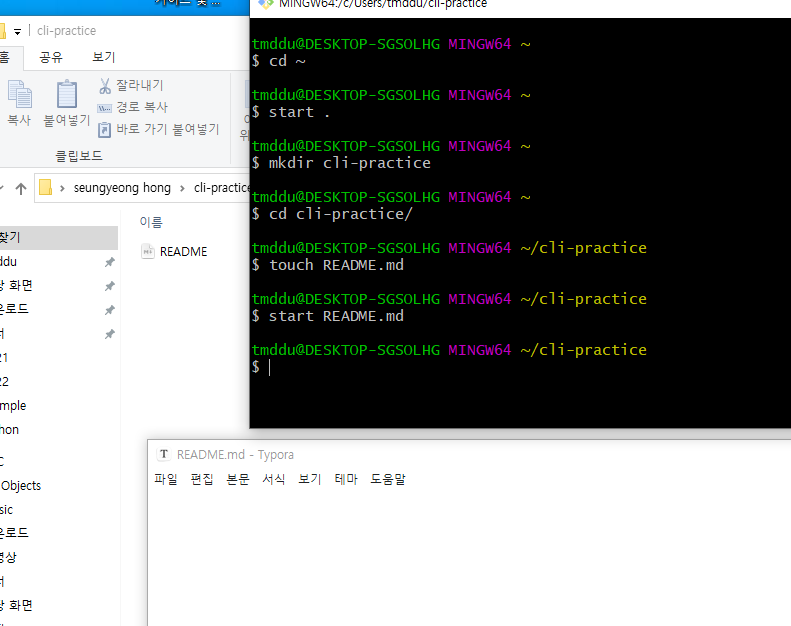 cli-practice
공유 보기
복사
붙여넣기
잘라내기
경로 복사
바로 가기 붙여넣기
클립보드
seungyeong hong > cli-practice
이름
README
MINGW64:/c/Users/tmddu/cli-practice
tmddu@DESKTOP-SGSOLHG MINGW64 ~
$ cd ~
tmddu@DESKTOP-SGSOLHG MINGW64 ~
$ start .
tmddu@DESKTOP-SGSOLHG MINGW64 ~
$ mkdir cli-practice
tmddu@DESKTOP-SGSOLHG MINGW64 ~
$ cd cli-practice/
tmddu@DESKTOP-SGSOLHG MINGW64 ~/cli-practice
$ touch README.md
tmddu@DESKTOP-SGSOLHG MINGW64 ~/cli-practice
$ start README.md
tmddu@DESKTOP-SGSOLHG MINGW64 ~/cli-practice
$
T README.md - Typora
파일 편집 본문 서식 보기 테마 도움말
찾기
ddu
화면
운로드
21
22
mple
hon
C
Objects
sic
운로드
영상
화면